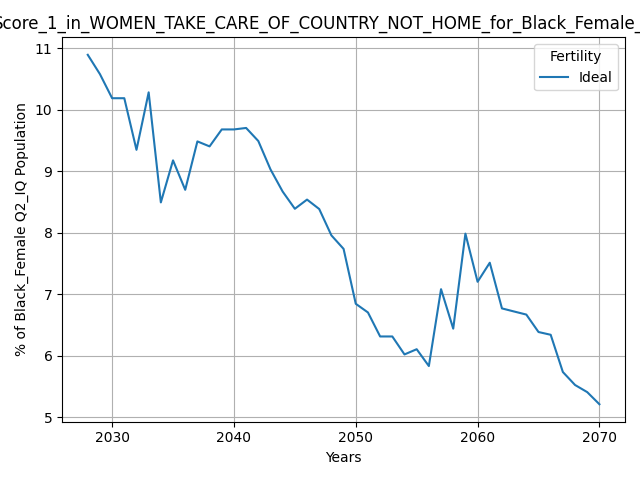 Score_1_in_WOMEN_TAKE_CARE_OF_COUNTRY_NOT_HOME_for_Black_Female_
Fertility
Ideal
% of Black_Female Q2_IQ Population
11
10
9
8
7
6
5
2030 2040 2050 2060 2070
Years